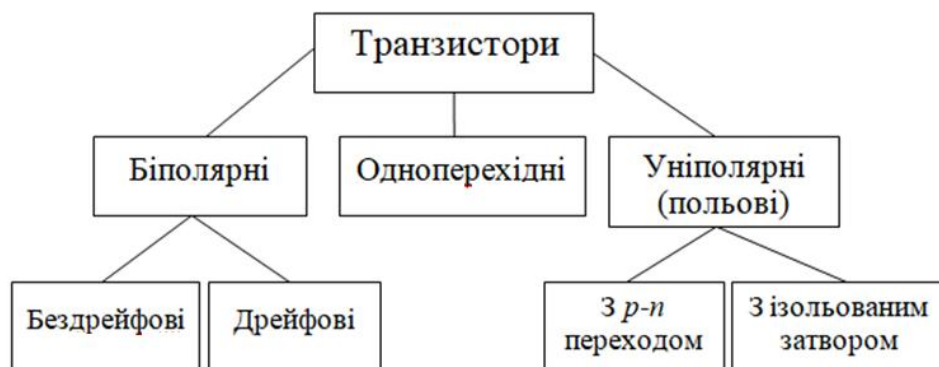 Транзистори
Біполярні
Одноперехідні
Уніполярні
(польові)
Бездрейфові
Дрейфові
З p-n
переходом
З ізольованим
затвором